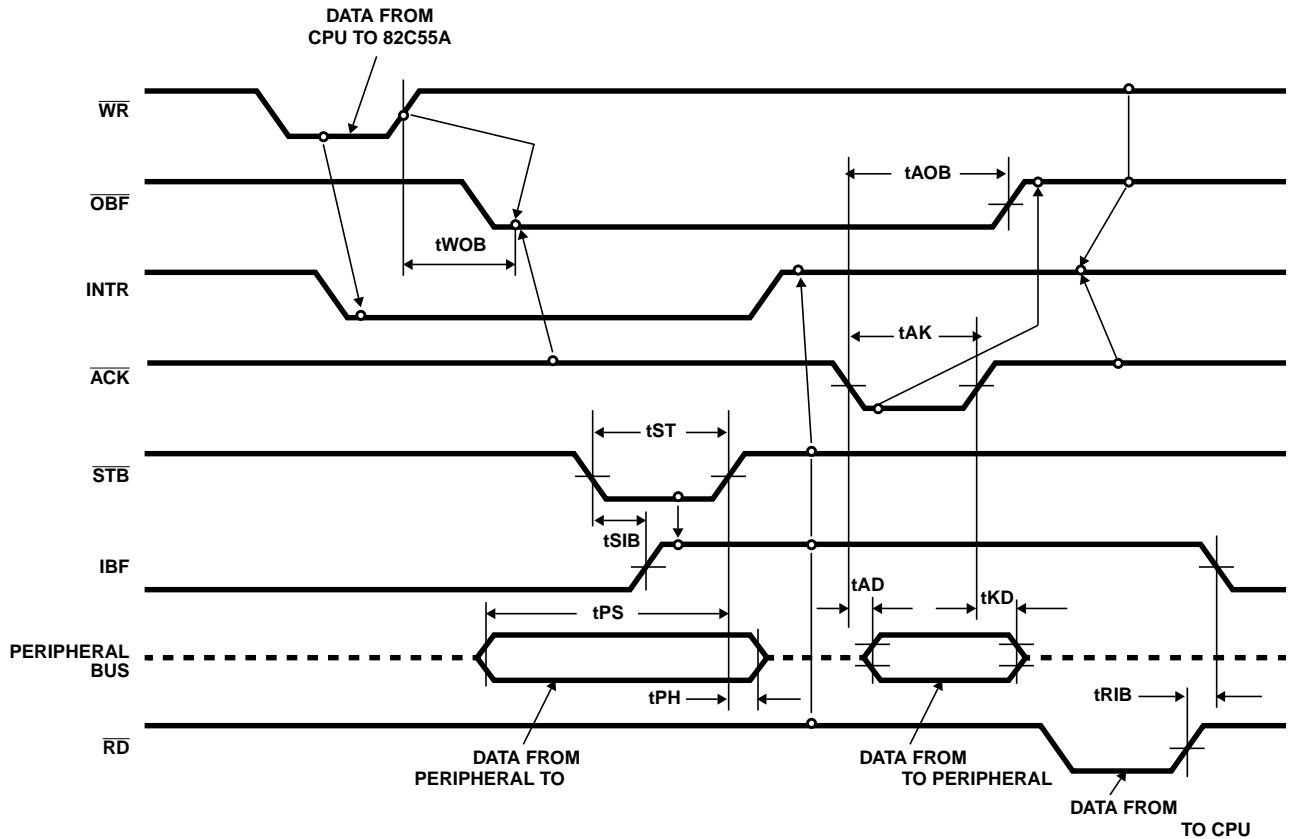 DATA FROM
CPU TO 82C55A
WR
tAOB
OBF
tWOB
INTR
tAK
ACK
tST
STB
tSIB
IBF
tAD
tKD
tPS
PERIPHERAL
BUS
tPH
tRIB
RD
DATA FROM
PERIPHERAL TO
DATA FROM
TO PERIPHERAL
DATA FROM
TO CPU